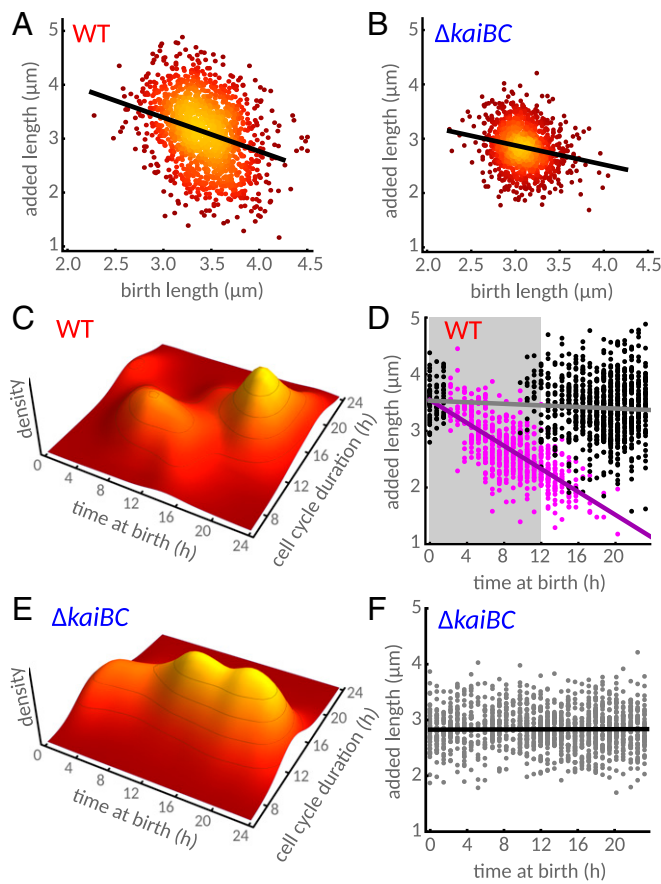 A
WT
5
4
3
2
1
added length (μm)
2.0 2.5 3.0 3.5 4.0 4.5
birth length (μm)
B
ΔkaiBC
5
4
3
2
1
added length (μm)
2.0 2.5 3.0 3.5 4.0 4.5
birth length (μm)
C
WT
density
0 4 8 12 16 20 24
time at birth (h)
8 12 16 20 24
cell cycle duration (h)
D
WT
5
4
3
2
1
added length (μm)
0 4 8 12 16 20
time at birth (h)
E
ΔkaiBC
density
0 4 8 12 16 20 24
time at birth (h)
8 12 16 20 24
cell cycle duration (h)
F
ΔkaiBC
5
4
3
2
1
added length (μm)
0 4 8 12 16 20
time at birth (h)